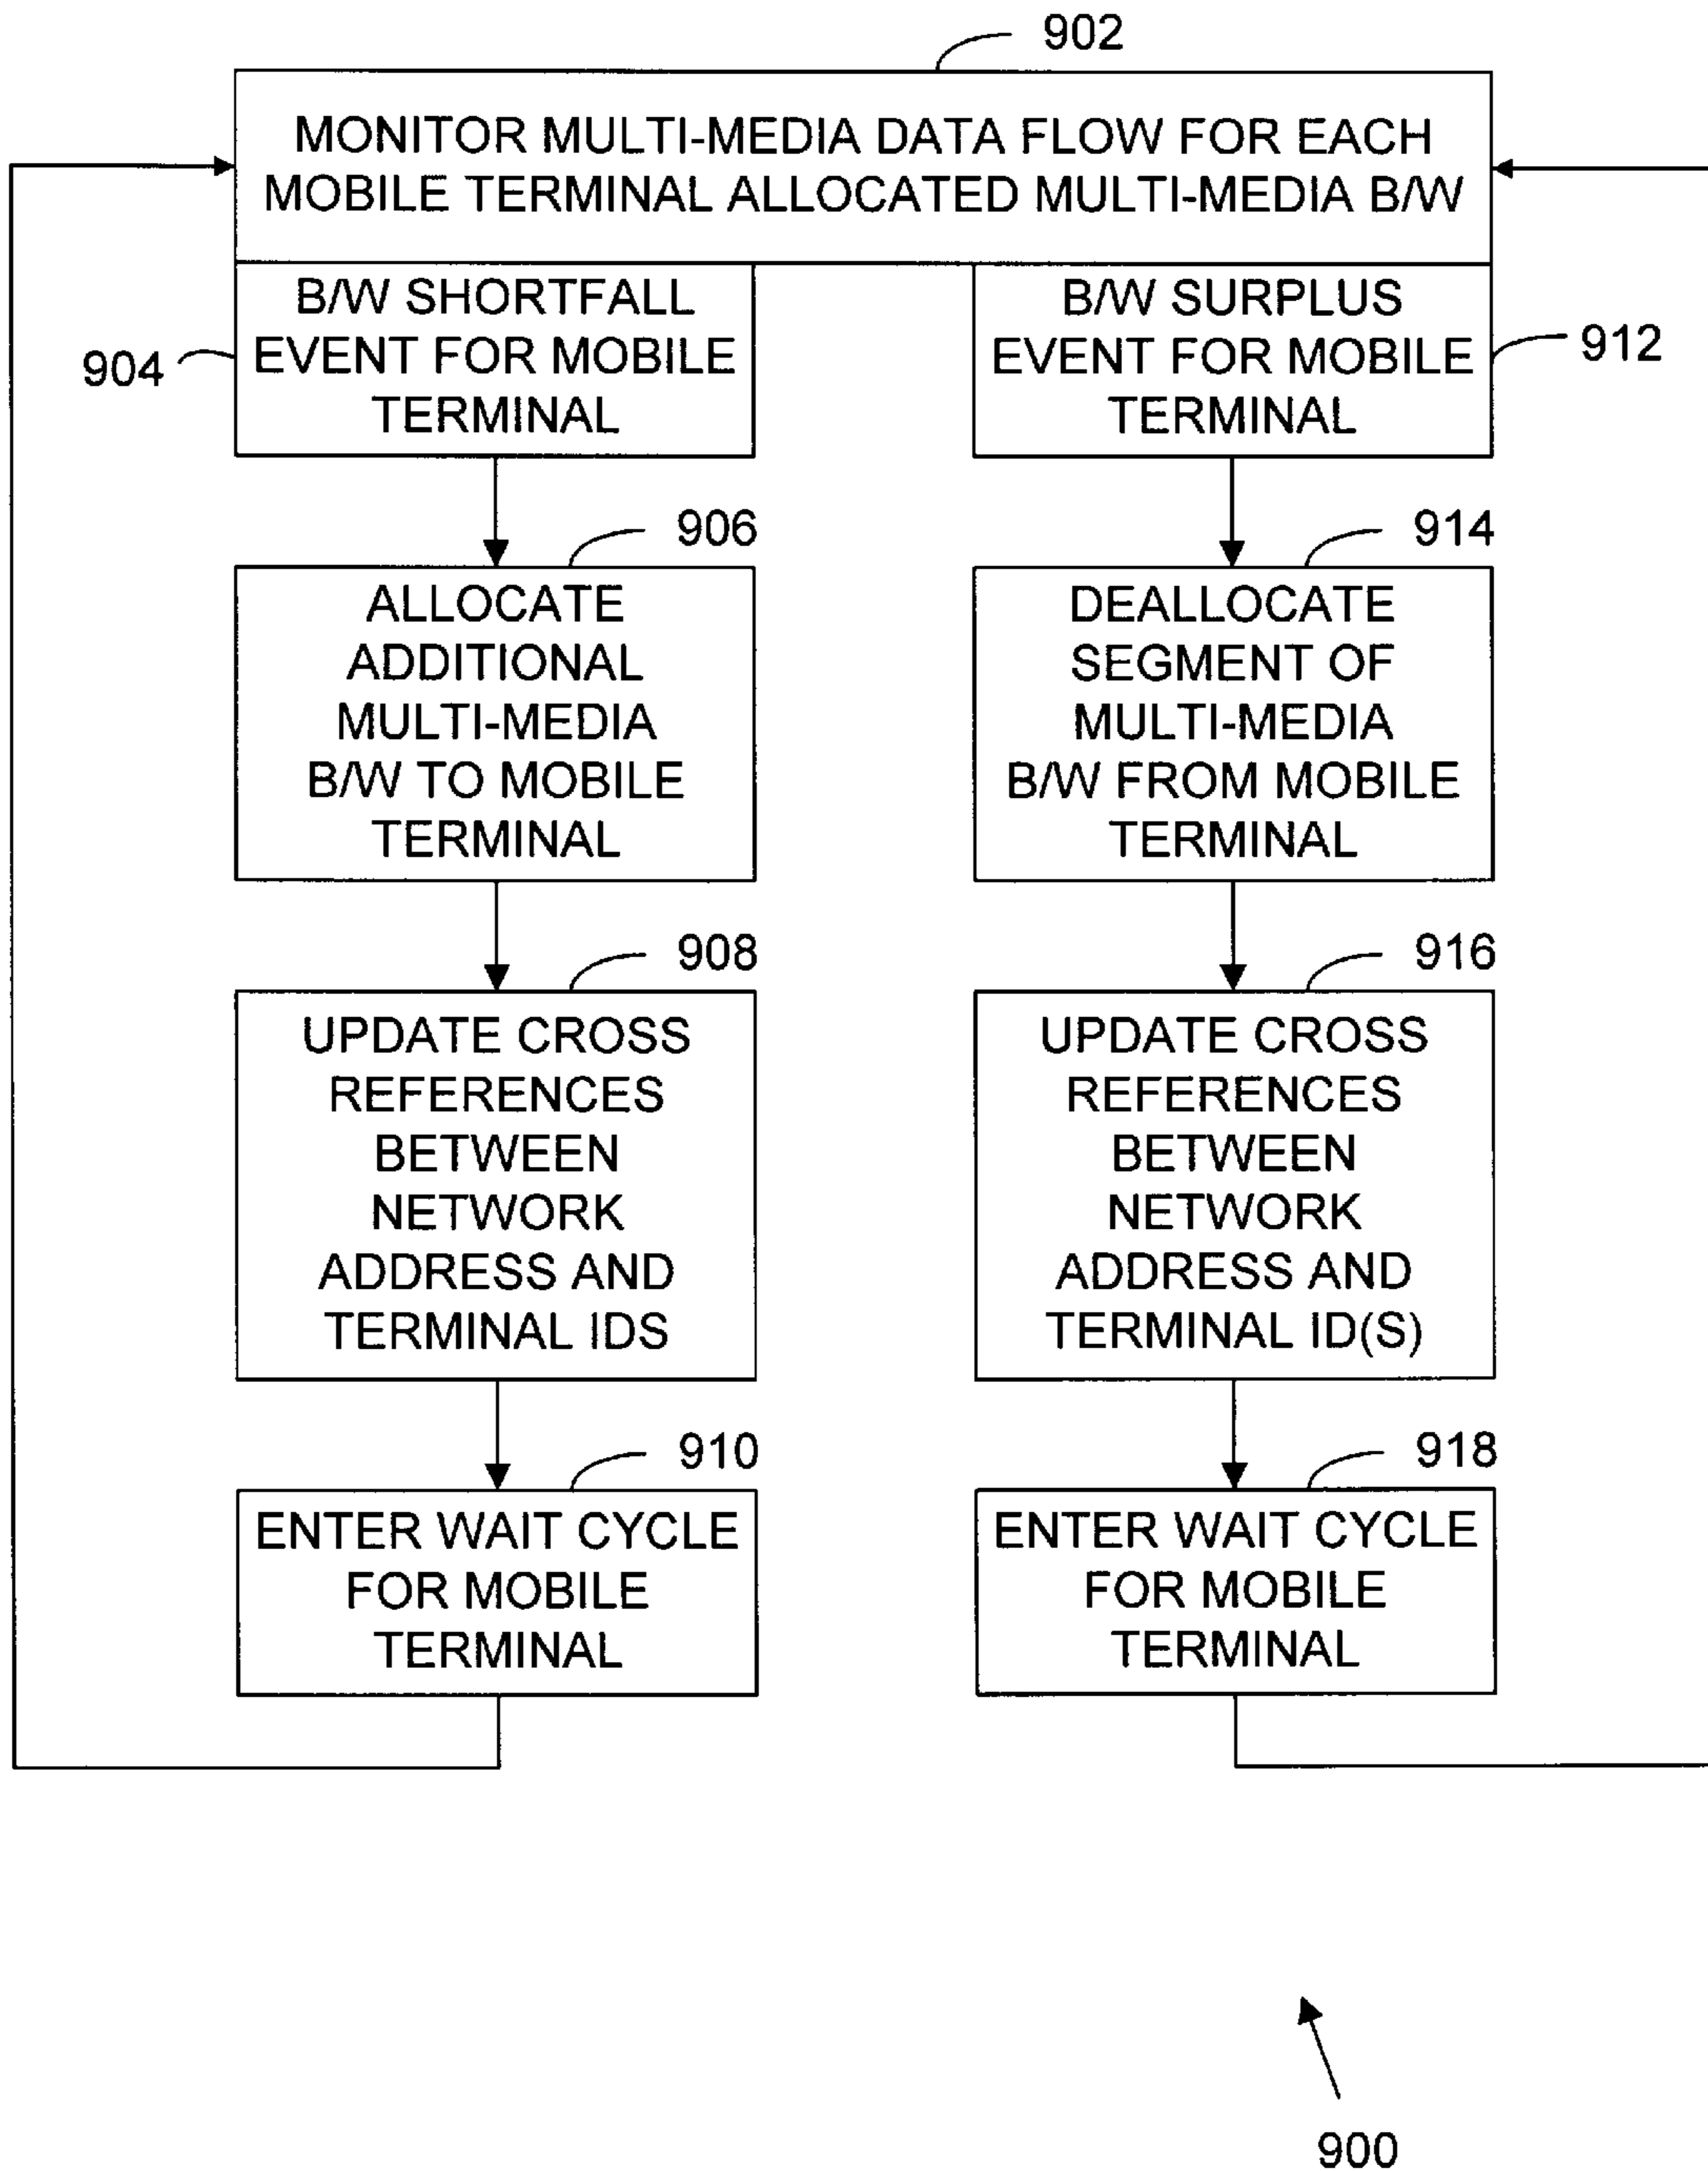 902
MONITOR MULTI-MEDIA DATA FLOW FOR EACH
MOBILE TERMINAL ALLOCATED MULTI-MEDIA B/W
904
B/W SHORTFALL
EVENT FOR MOBILE
TERMINAL
906
ALLOCATE
ADDITIONAL
MULTI-MEDIA
B/W TO MOBILE
TERMINAL
908
UPDATE CROSS
REFERENCES
BETWEEN
NETWORK
ADDRESS AND
TERMINAL IDS
910
ENTER WAIT CYCLE
FOR MOBILE
TERMINAL
B/W SURPLUS
EVENT FOR MOBILE
TERMINAL
912
914
DEALLOCATE
SEGMENT OF
MULTI-MEDIA
B/W FROM MOBILE
TERMINAL
916
UPDATE CROSS
REFERENCES
BETWEEN
NETWORK
ADDRESS AND
TERMINAL ID(S)
918
ENTER WAIT CYCLE
FOR MOBILE
TERMINAL
900